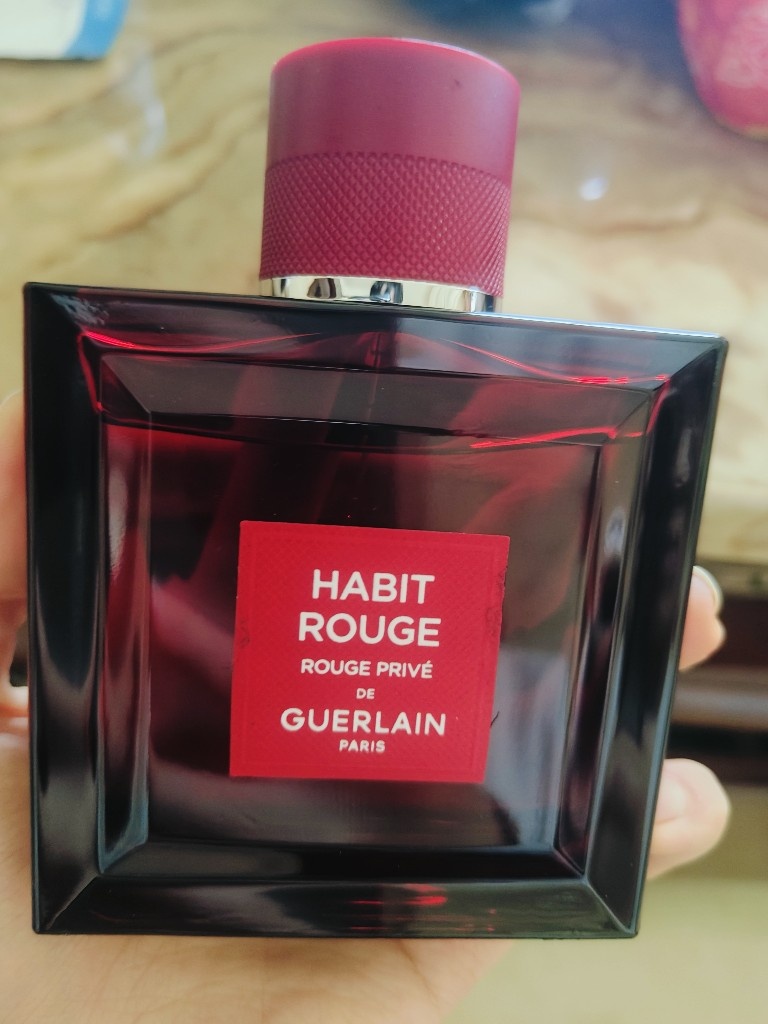 HABIT
ROUGE
ROUGE PRIVÉ
DE
GUERLAIN
PARIS